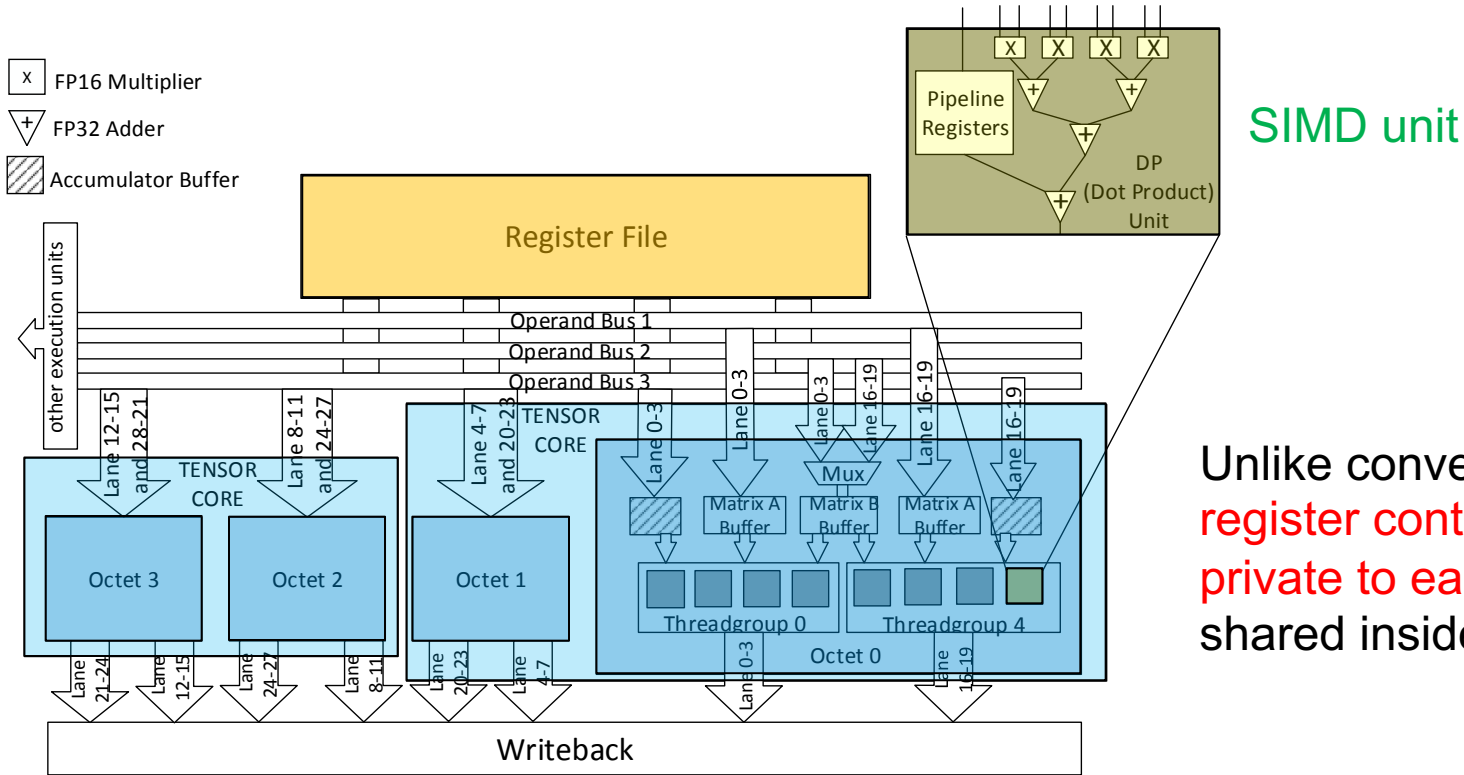 X FP16 Multiplier
+ FP32 Adder
Accumulator Buffer
X X X X
+ +
Pipeline
Registers
+
DP
(Dot Product)
Unit
+
SIMD unit
Register File
other execution units
Operand Bus 1
Operand Bus 2
Operand Bus 3
Lane 12-15
and 28-21
Lane 8-11
and 24-27
Lane 4-7
and 20-23
Lane 0-3
Lane 0-3
Lane 0-3
Lane 16-19
Lane 16-19
Lane 16-19
TENSOR
CORE
TENSOR
CORE
Mux
Matrix A
Buffer
Matrix B
Buffer
Matrix A
Buffer
Octet 3
Octet 2
Octet 1
Threadgroup 0
Threadgroup 4
Octet 0
Lane
21-24
Lane
12-15
Lane
24-27
Lane
8-11
Lane
20-23
Lane
4-7
Lane 0-3
Lane
16-19
Writeback
Unlike conve
register cont
private to ea
shared inside